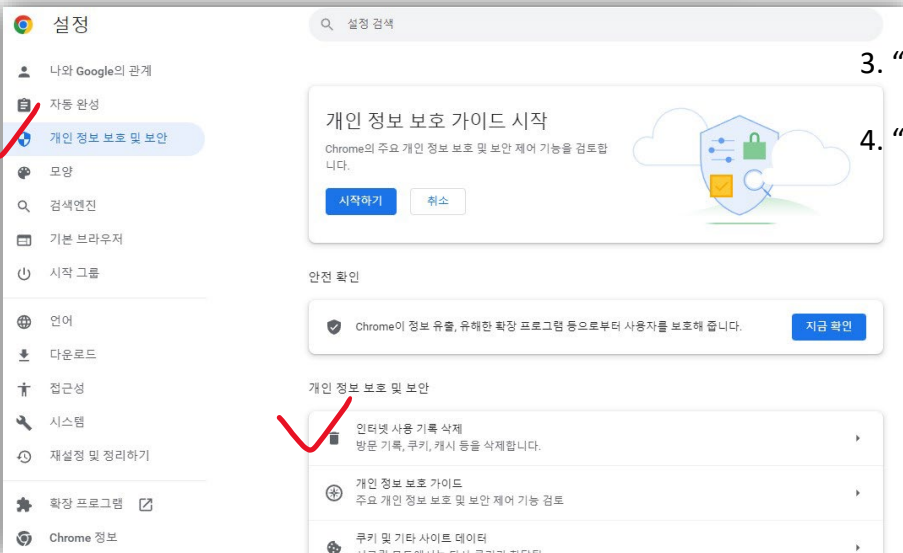 설정
설정 검색
나와 Google의 관계
자동 완성
개인 정보 보호 및 보안
모양
검색엔진
기본 브라우저
시작 그룹
언어
다운로드
접근성
시스템
재설정 및 정리하기
확장 프로그램
Chrome 정보
개인 정보 보호 가이드 시작
Chrome의 주요 개인 정보 보호 및 보안 제어 기능을 검토합
니다.
시작하기 취소
안전 확인
Chrome이 정보 유출, 유해한 확장 프로그램 등으로부터 사용자를 보호해 줍니다. 지금 확인
개인 정보 보호 및 보안
인터넷 사용 기록 삭제
방문 기록, 쿠키, 캐시 등을 삭제합니다.
개인 정보 보호 가이드
주요 개인 정보 보호 및 보안 제어 기능 검토
쿠키 및 기타 사이트 데이터
3. “
4. “